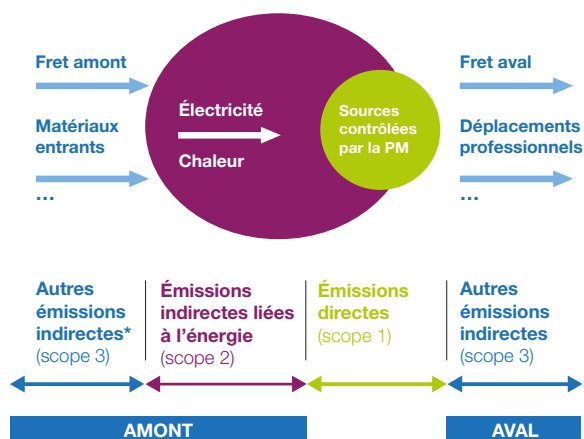 Fret amont
Matériaux
entrants
...
Électricité
Chaleur
Sources
contrôlées
par la PM
Fret aval
Déplacements
professionnels
...
Autres
émissions
indirectes*
(scope 3)
Émissions
indirectes liées
à l'énergie
(scope 2)
Émissions
directes
(scope 1)
Autres
émissions
indirectes
(scope 3)
AMONT
AVAL